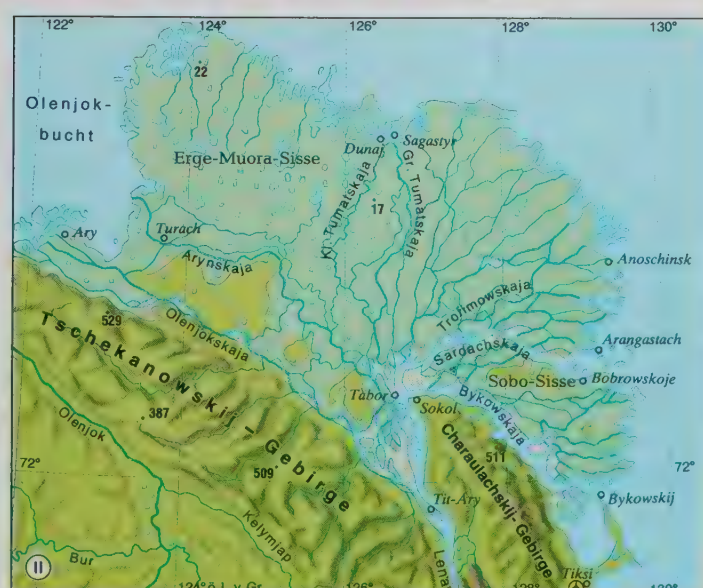 122°
124°
126°
128°
130°
22
Olenjok-
bucht
Dunaj
Sagastyr
Erge-Muora-Sisse
Kl. Tumatskaja
Gr. Tumatskaja
17
Ary
Turach
Arynskaja
Anoschinsk
Trofimowskaja
529
Olenjokskaja
Arangastach
Sardachskaja
Tschekanowskij - Gebirge
Sobo-Sisse
Bobrowskoje
Tabor
Sokol
387
Bykowskaja
Olenjok
Charaulachskij-Gebirge
511
72°
509
72°
Bykowskij
Tit-Ary
Kelymjap
Lena
Bur
II
Tiksi
124° ö. L. v. Gr.
126°
128°
130°